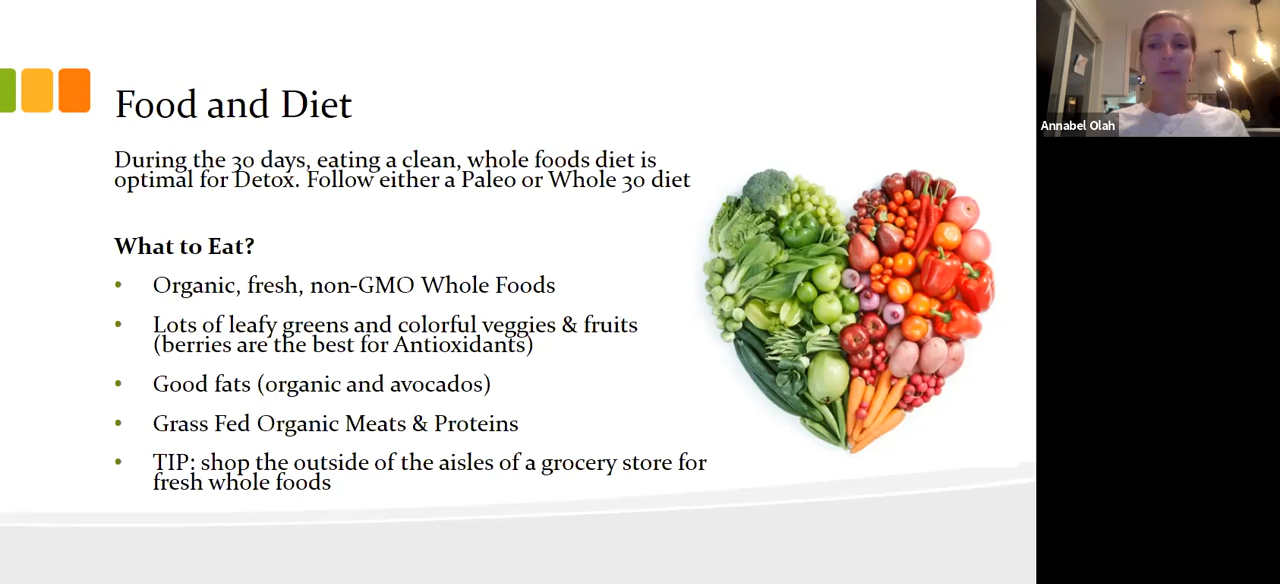 Food and Diet
During the 30 days, eating a clean, whole foods diet is
optimal for Detox. Follow either a Paleo or Whole 30 diet
What to Eat?
• Organic, fresh, non-GMO Whole Foods
• Lots of leafy greens and colorful veggies & fruits
(berries are the best for Antioxidants)
• Good fats (organic and avocados)
• Grass Fed Organic Meats & Proteins
• TIP: shop the outside of the aisles of a grocery store for
fresh whole foods
Annabel Olah